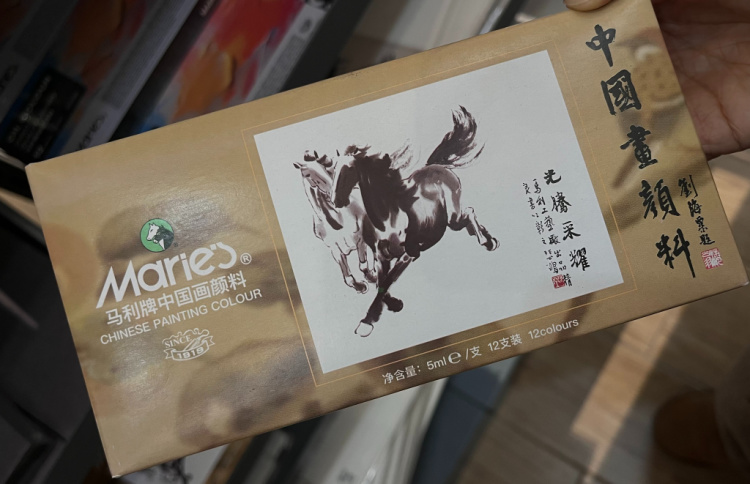 Marie's®
马利牌中国画颜料
CHINESE PAINTING COLOUR
SINCE
1919
光勝采耀
净含量：5ml℮/支 12支装 12colours
中國畫顏料
劉海粟題